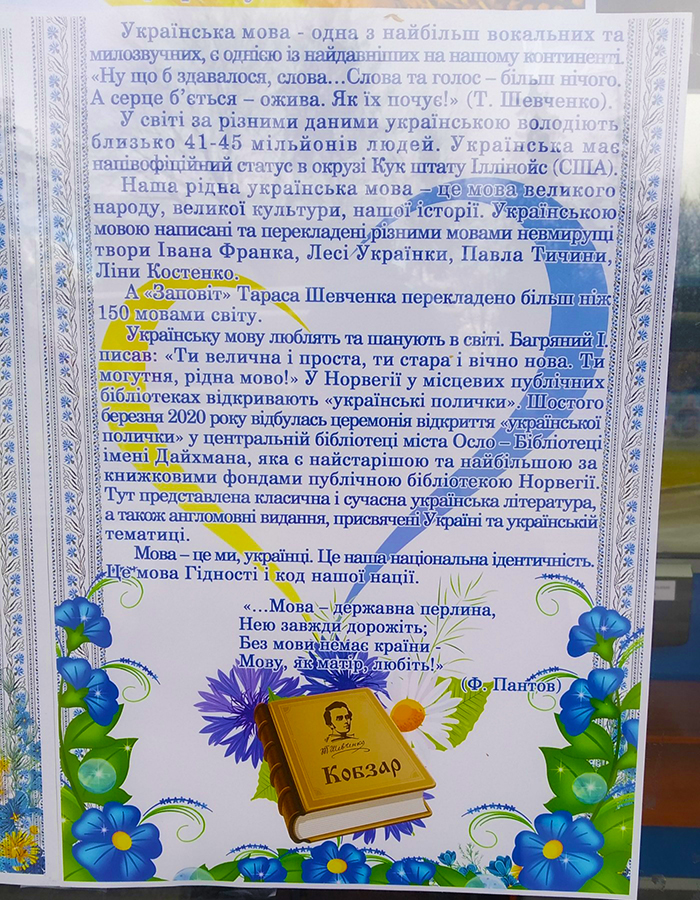 Українська мова - одна з найбільш вокальних та
милозвучних, є однією із найдавніших на нашому континенті.
«Ну що б здавалося, слова…Слова та голос – більш нічого.
А серце б’ється – ожива. Як їх почує!» (Т. Шевченко).
У світі за різними даними українською володіють
близько 41-45 мільйонів людей. Українська має
напівофіційний статус в окрузі Кук штату Іллінойс (США).
Наша рідна українська мова – це мова великого
народу, великої культури, нашої історії. Українською
мовою написані та перекладені різними мовами невмирущі
твори Івана Франка, Лесі Українки, Павла Тичини,
Ліни Костенко.
А «Заповіт» Тараса Шевченка перекладено більш ніж
150 мовами світу.
Українську мову люблять та шанують в світі. Багряний І.
писав: «Ти велична і проста, ти стара і вічно нова. Ти
могутня, рідна мово!» У Норвегії у місцевих публічних
бібліотеках відкривають «українські полички». Шостого
березня 2020 року відбулась церемонія відкриття «української
полички» у центральній бібліотеці міста Осло – Бібліотеці
імені Дайхмана, яка є найстарішою та найбільшою за
книжковими фондами публічною бібліотекою Норвегії.
Тут представлена класична і сучасна українська література,
а також англомовні видання, присвячені Україні та українській
тематиці.
Мова – це ми, українці. Це наша національна ідентичність.
Це мова Гідності і код нашої нації.
«…Мова – державна перлина,
Нею завжди дорожіть;
Без мови немає країни -
Мову, як матір, любіть!»
(Ф. Пантов)
Кобзар